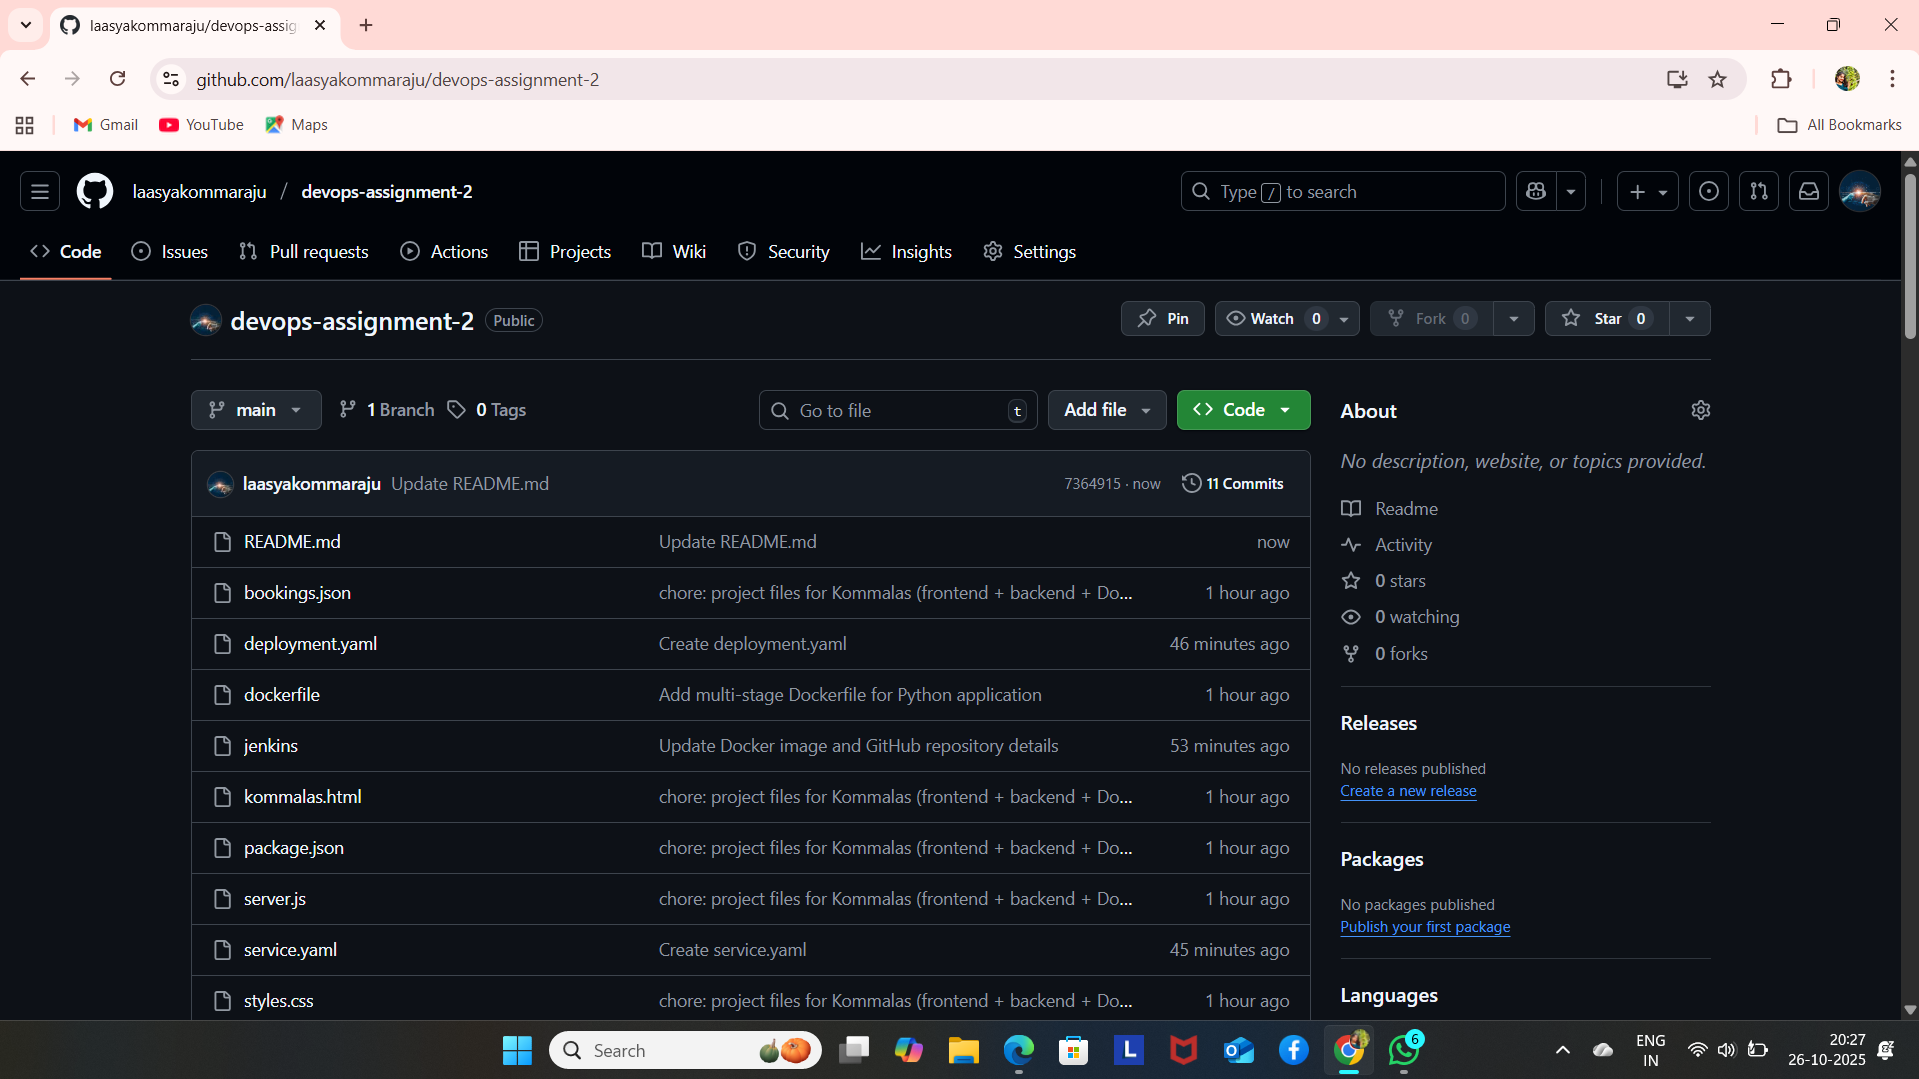 laasyakommaraju/devops-assig
github.com/laasyakommaraju/devops-assignment-2
Gmail
YouTube
Maps
All Bookmarks
laasyakommaraju / devops-assignment-2
Type / to search
Code
Issues
Pull requests
Actions
Projects
Wiki
Security
Insights
Settings
devops-assignment-2 Public
Pin
Watch 0
Fork 0
Star 0
main
1 Branch
0 Tags
Go to file t
Add file
Code
laasyakommaraju Update README.md 7364915 · now 11 Commits
README.md Update README.md now
bookings.json chore: project files for Kommalas (frontend + backend + Do... 1 hour ago
deployment.yaml Create deployment.yaml 46 minutes ago
dockerfile Add multi-stage Dockerfile for Python application 1 hour ago
jenkins Update Docker image and GitHub repository details 53 minutes ago
kommalas.html chore: project files for Kommalas (frontend + backend + Do... 1 hour ago
package.json chore: project files for Kommalas (frontend + backend + Do... 1 hour ago
server.js chore: project files for Kommalas (frontend + backend + Do... 1 hour ago
service.yaml Create service.yaml 45 minutes ago
styles.css chore: project files for Kommalas (frontend + backend + Do... 1 hour ago
About
No description, website, or topics provided.
Readme
Activity
0 stars
0 watching
0 forks
Releases
No releases published
Create a new release
Packages
No packages published
Publish your first package
Languages
Search
L
6
ENG
IN
20:27
26-10-2025